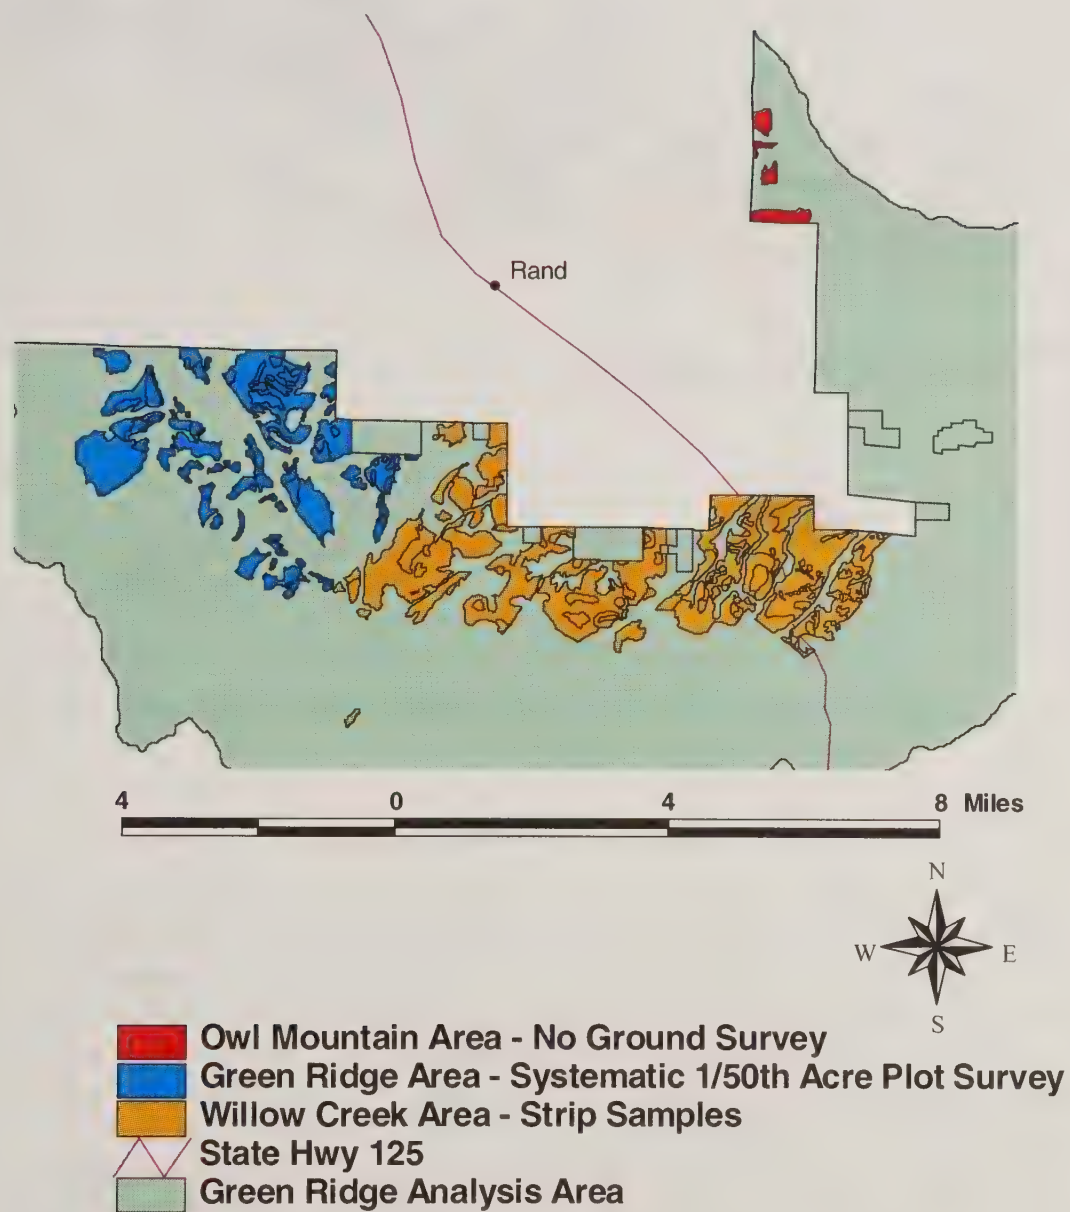 Rand
4 0 4 8 Miles
N
W E
S
Owl Mountain Area - No Ground Survey
Green Ridge Area - Systematic 1/50th Acre Plot Survey
Willow Creek Area - Strip Samples
State Hwy 125
Green Ridge Analysis Area